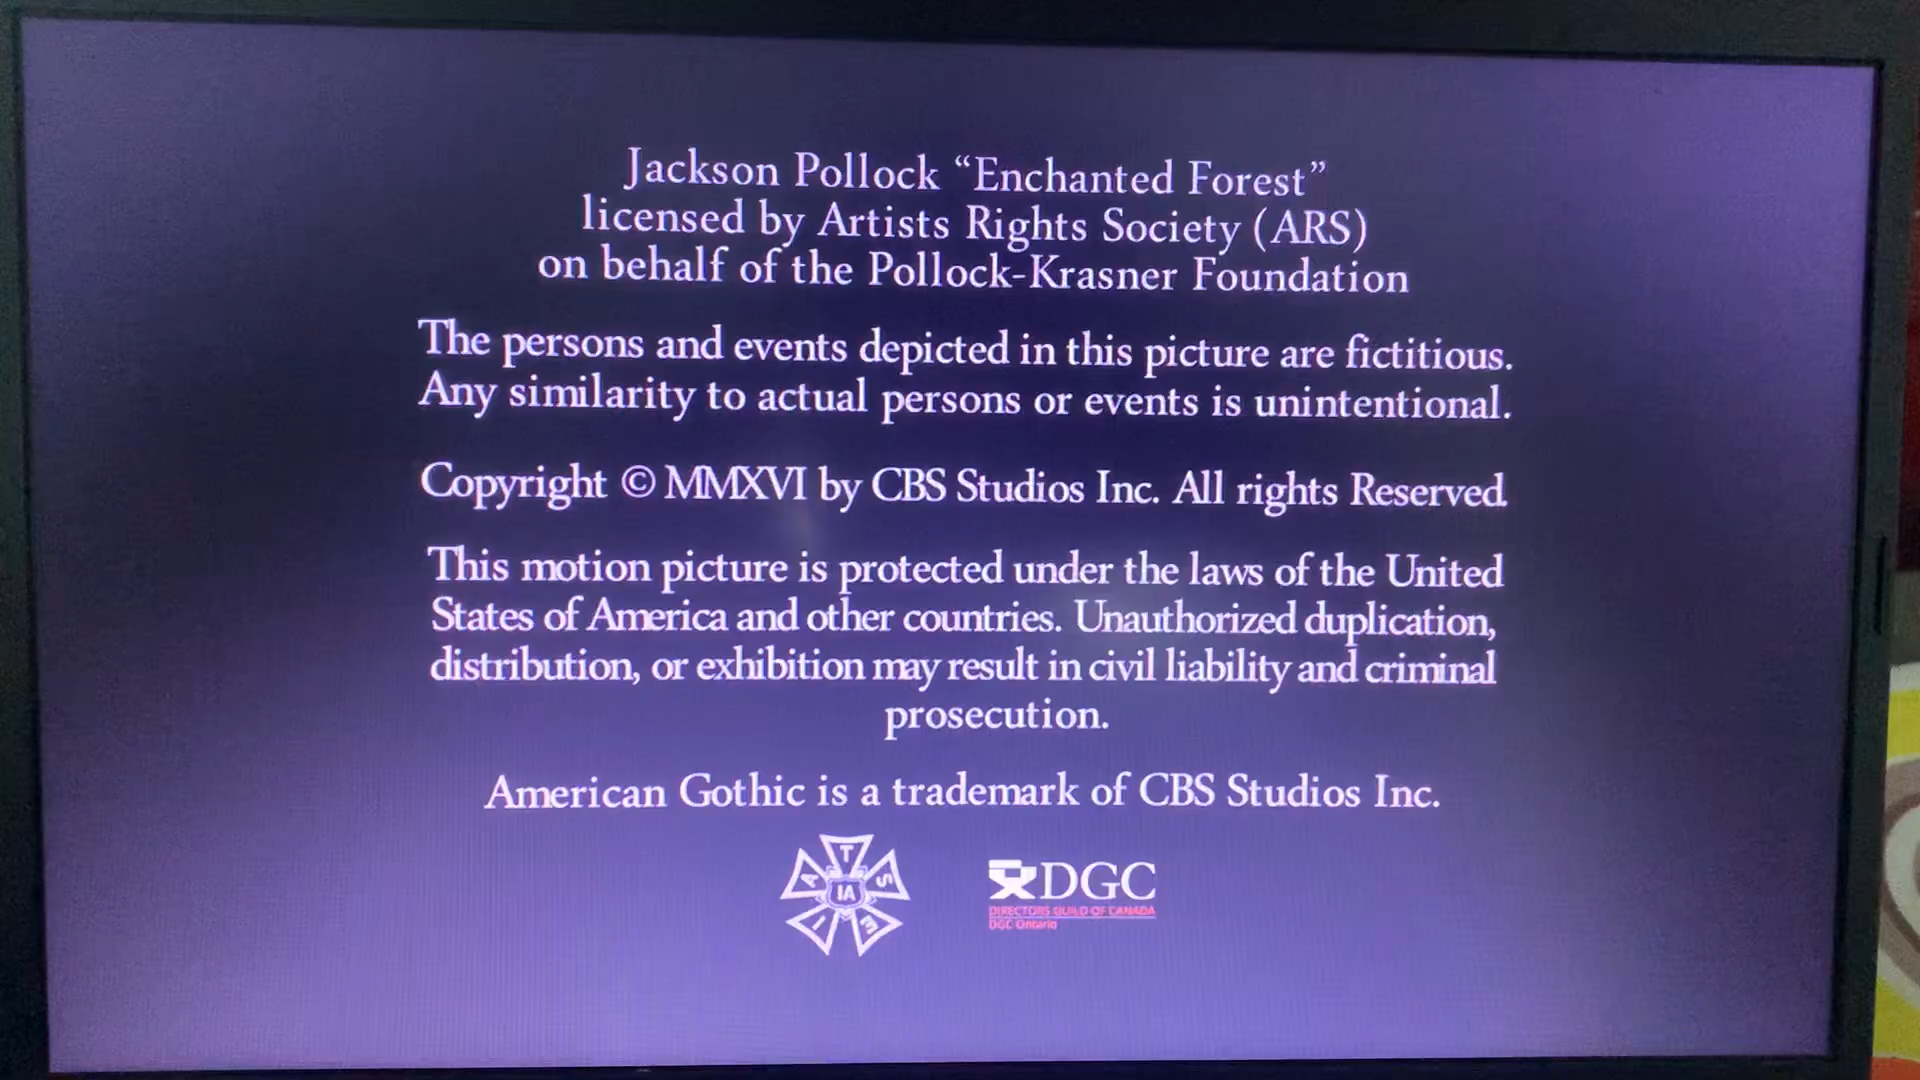 Jackson Pollock “Enchanted Forest”
licensed by Artists Rights Society (ARS)
on behalf of the Pollock-Krasner Foundation
The persons and events depicted in this picture are fictitious.
Any similarity to actual persons or events is unintentional.
Copyright © MMXVI by CBS Studios Inc. All rights Reserved.
This motion picture is protected under the laws of the United
States of America and other countries. Unauthorized duplication,
distribution, or exhibition may result in civil liability and criminal
prosecution.
American Gothic is a trademark of CBS Studios Inc.
IATSE
IA
DGC
DIRECTORS GUILD OF CANADA
DGC Ontario